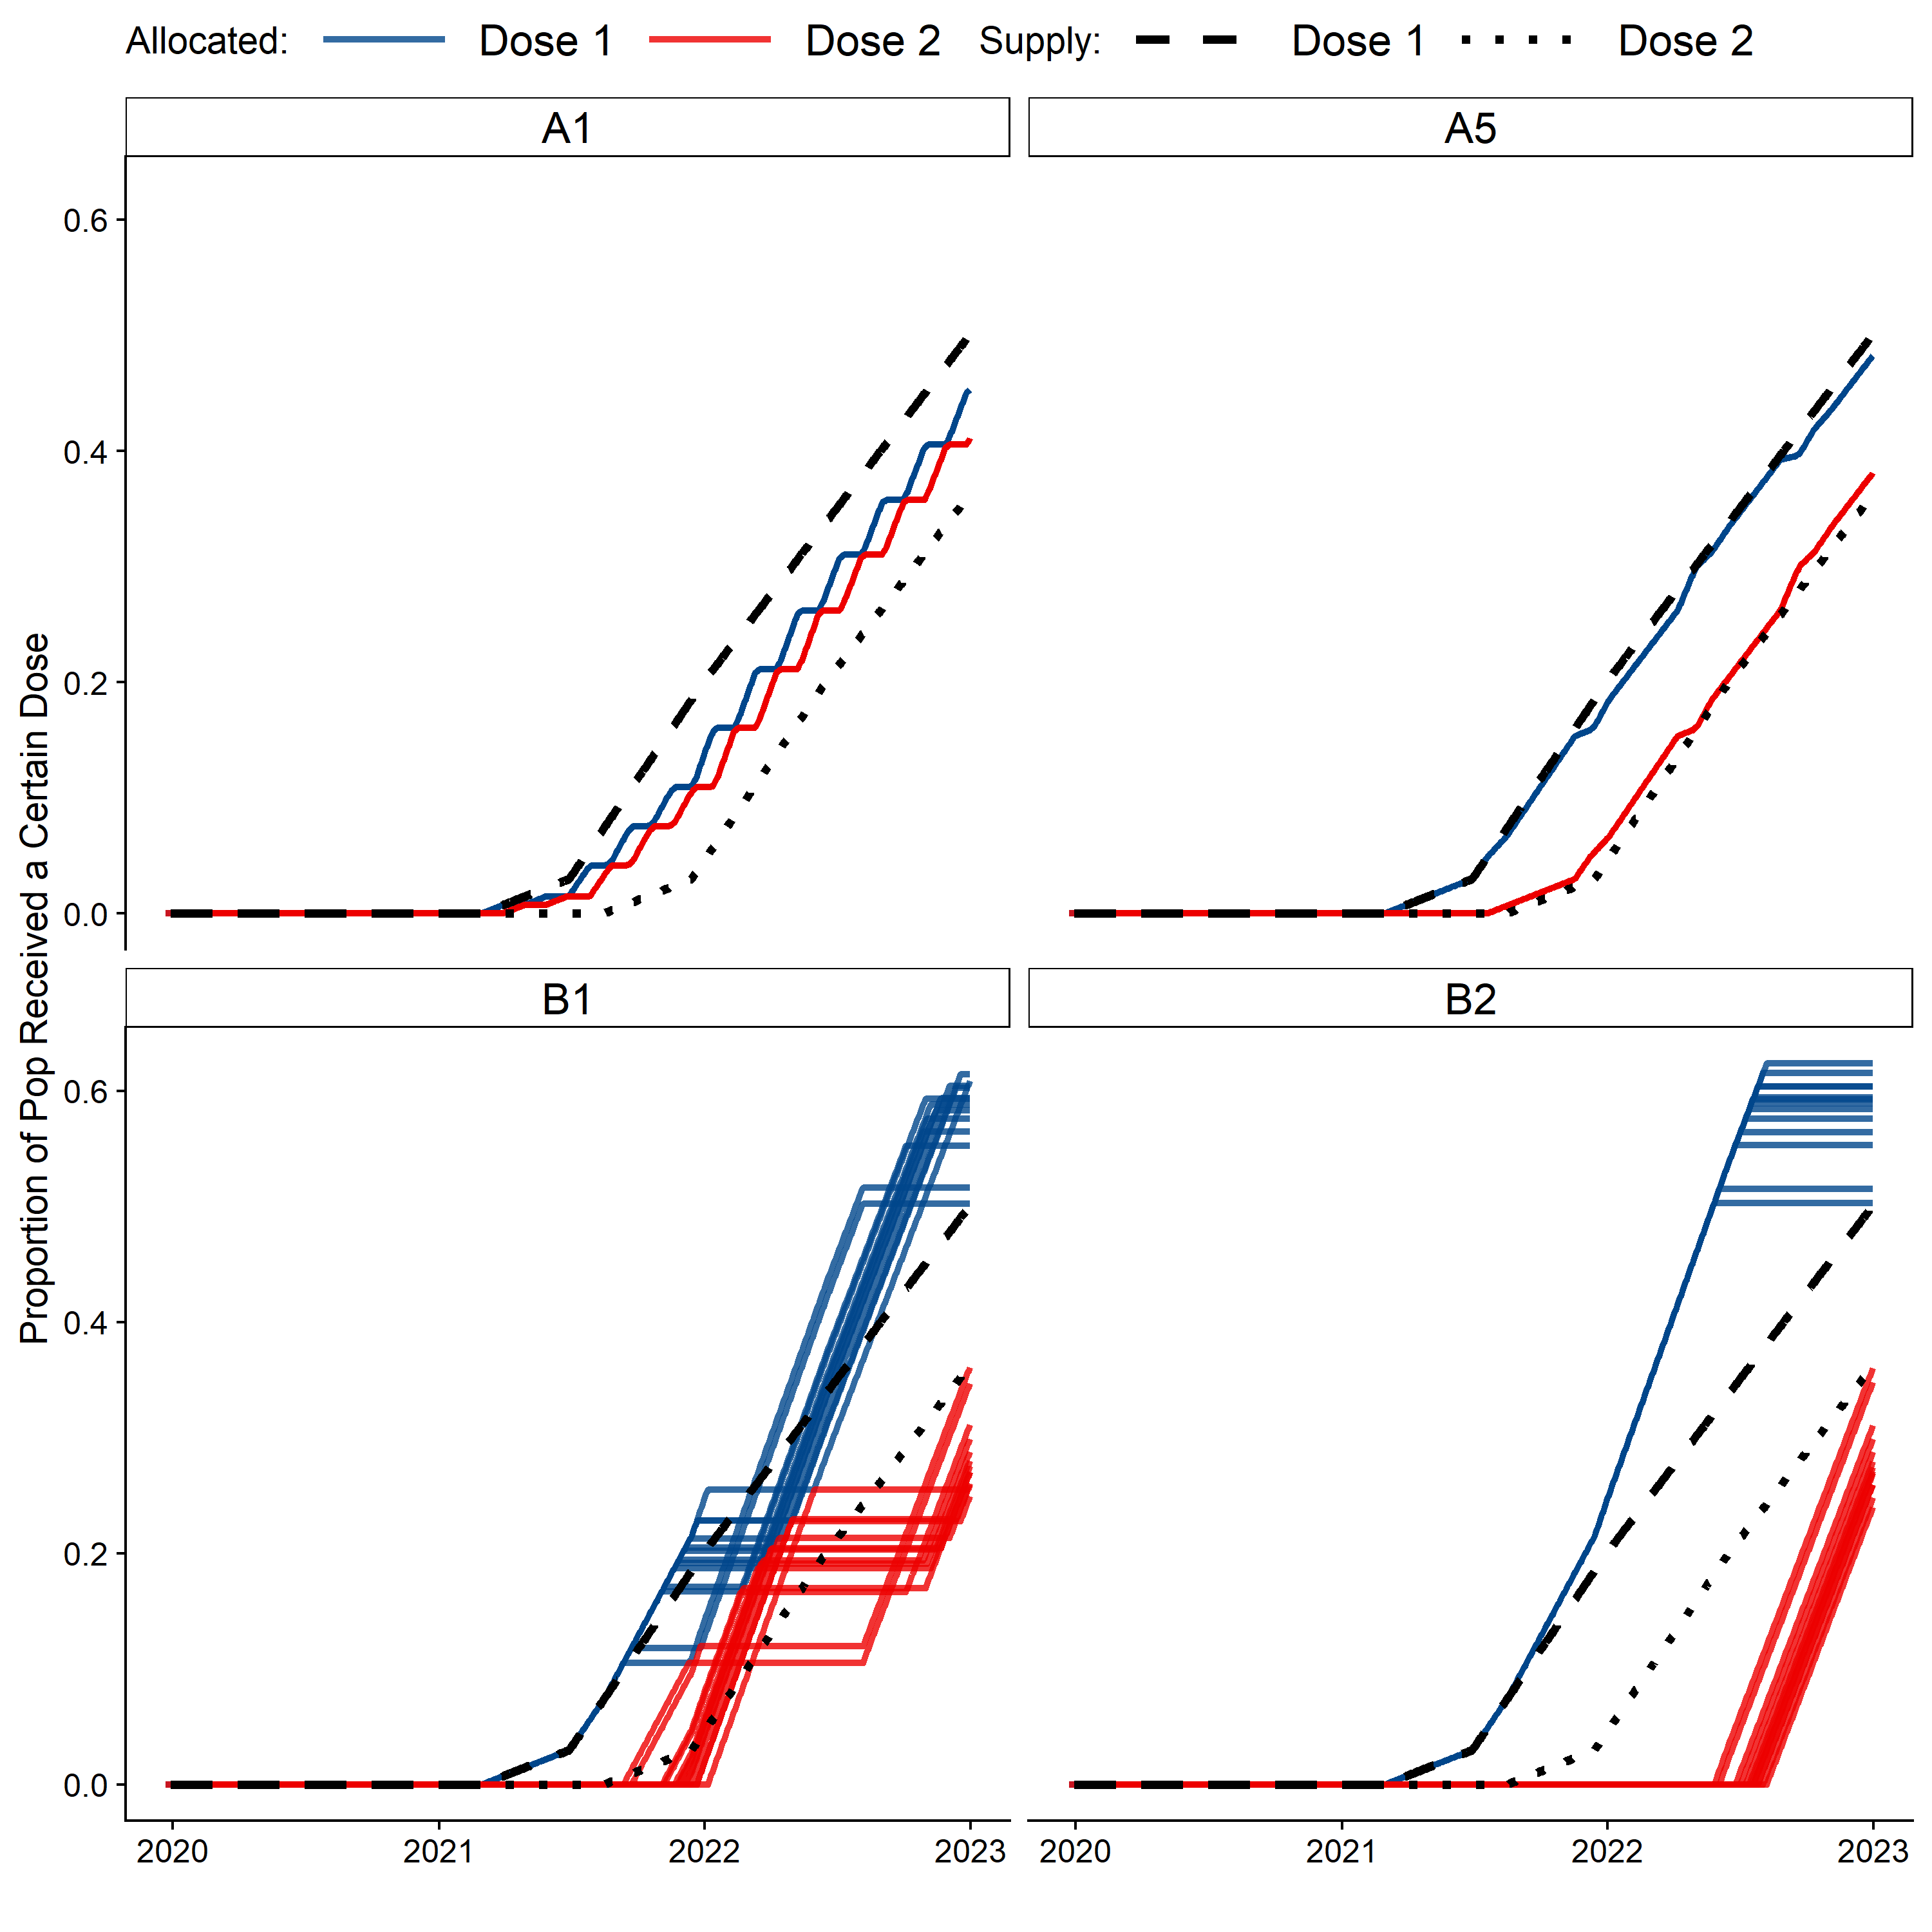 Allocated: Dose 1 Dose 2 Supply: Dose 1 Dose 2
A1 A5
0.6
0.4
0.2
0.0
Proportion of Pop Received a Certain Dose
B1 B2
0.6
0.4
0.2
0.0
2020 2021 2022 2023 2020 2021 2022 2023